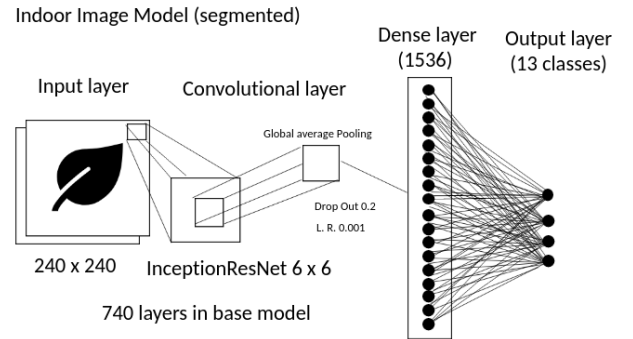 Indoor Image Model (segmented)
Dense layer
(1536)
Output layer
(13 classes)
Input layer
Convolutional layer
Global average Pooling
Drop Out 0.2
L. R. 0.001
240 x 240
InceptionResNet 6 x 6
740 layers in base model